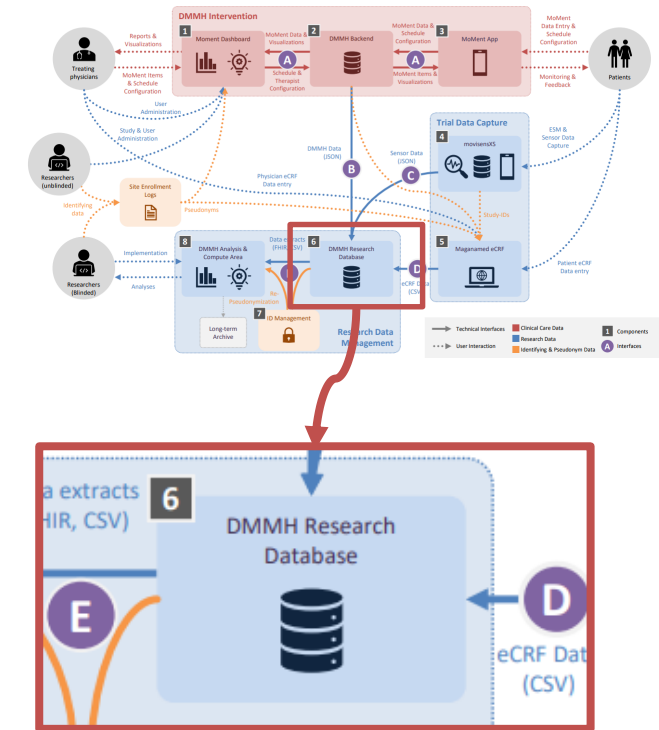 DMMH Intervention
Reports &
Visualizations
Treating
physicians
MoMent Items
& Schedule
Configuration
1
Moment Dashboard
MoMent Data &
Visualizations
A
Schedule &
Therapist
Configuration
2
DMMH Backend
MoMent Data &
Schedule
Configuration
A
MoMent Items &
Visualizations
3
MoMent App
MoMent
Data Entry &
Schedule
Configuration
Monitoring &
Feedback
Patients
User
Administration
Study & User
Administration
Researchers
(unblinded)
Identifying
data
Site Enrollment
Logs
Pseudonyms
Physician eCRF
Data entry
DMMH Data
(JSON)
B
Sensor Data
(JSON)
C
Trial Data Capture
4
movisensXS
ESM &
Sensor Data
Capture
Study-IDs
5
Maganamed eCRF
Patient eCRF
Data entry
Researchers
(Blinded)
Implementation
Analyses
8
DMMH Analysis &
Compute Area
Data extracts
(FHIR, CSV)
6
DMMH Research
Database
D
eCRF Data
(CSV)
Re-
Pseudonymization
7
ID Management
Long-term
Archive
Research Data
Management
Technical Interfaces
User Interaction
Clinical Care Data
Research Data
Identifying & Pseudonym Data
1
Components
A
Interfaces
a extracts
HIR, CSV)
6
DMMH Research
Database
E
D
eCRF Dat
(CSV)